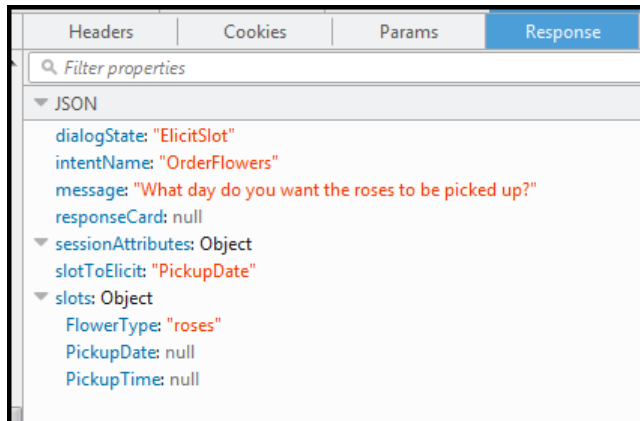 Headers Cookies Params Response
Filter properties
JSON
dialogState: "ElicitSlot"
intentName: "OrderFlowers"
message: "What day do you want the roses to be picked up?"
responseCard: null
sessionAttributes: Object
slotToElicit: "PickupDate"
slots: Object
FlowerType: "roses"
PickupDate: null
PickupTime: null